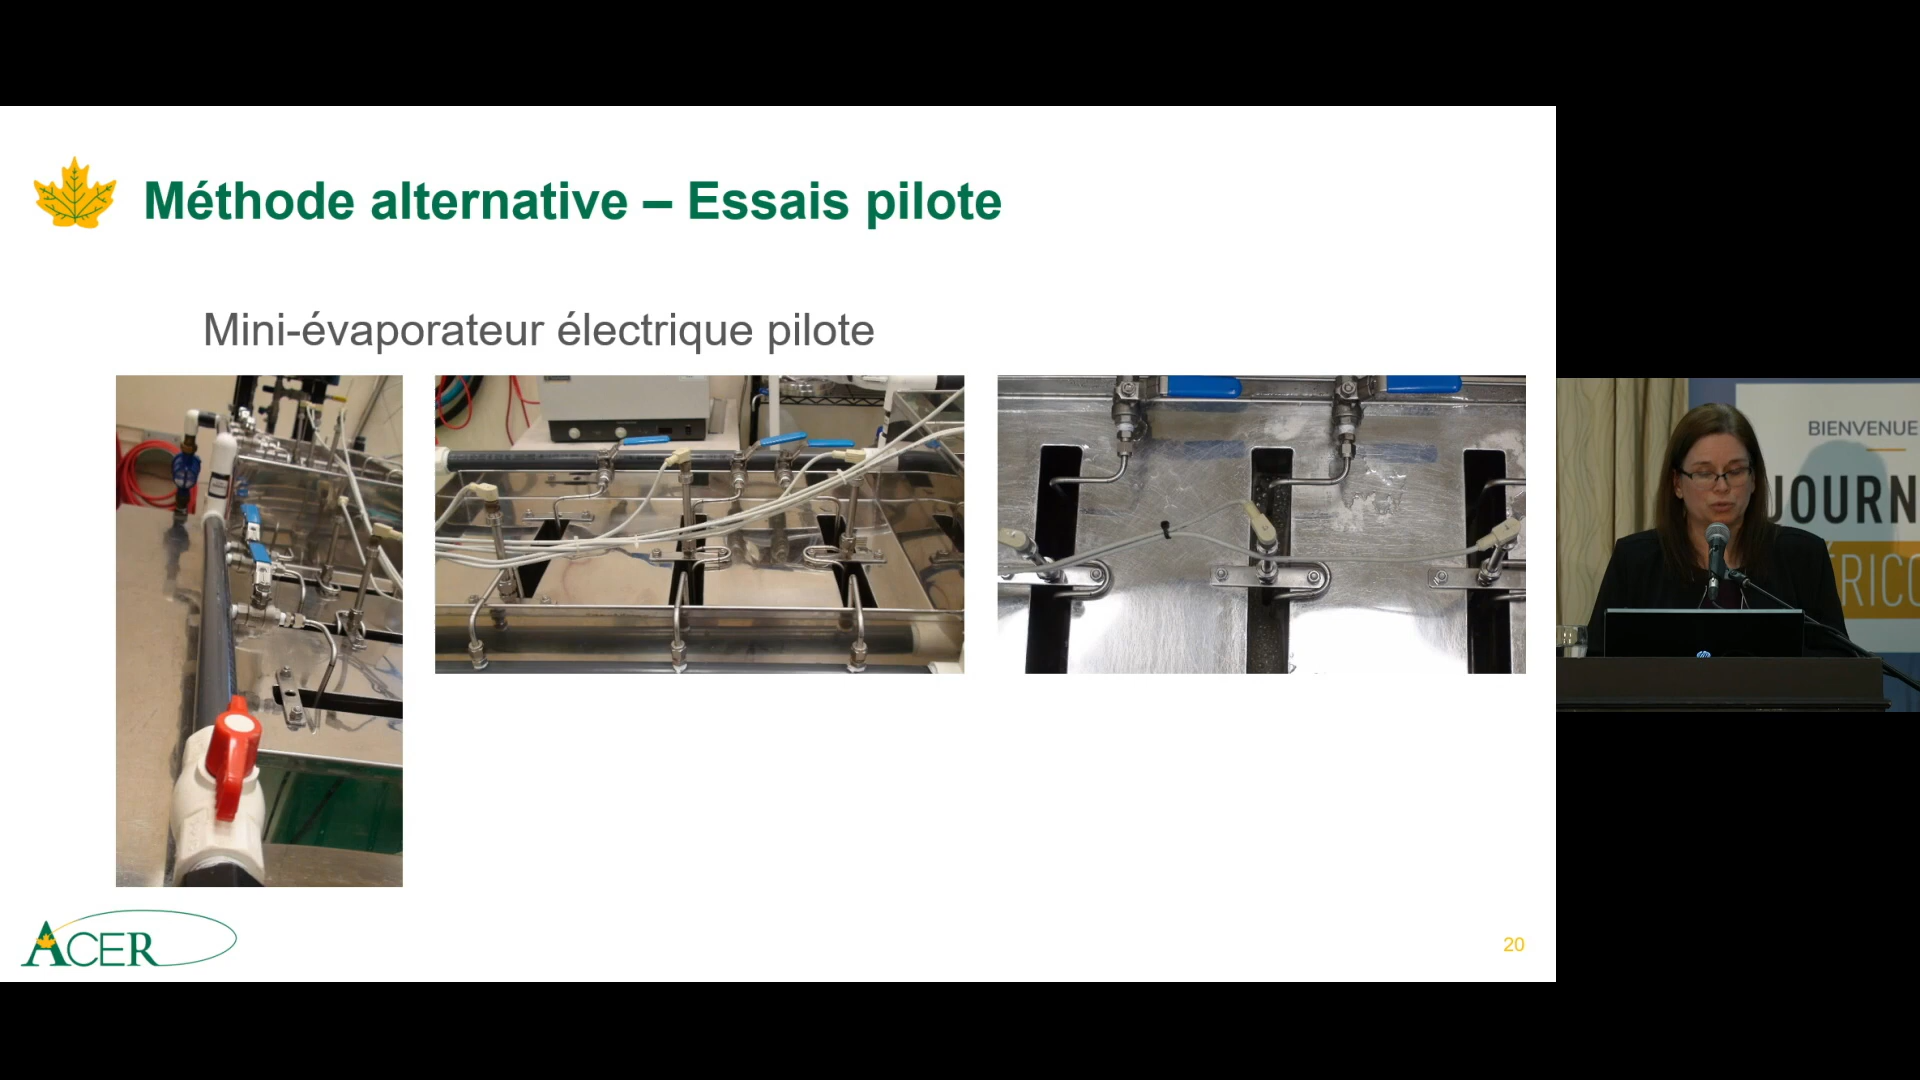 Méthode alternative – Essais pilote
Mini-évaporateur électrique pilote
ACER
20
BIENVENUE
JOURN
RICO